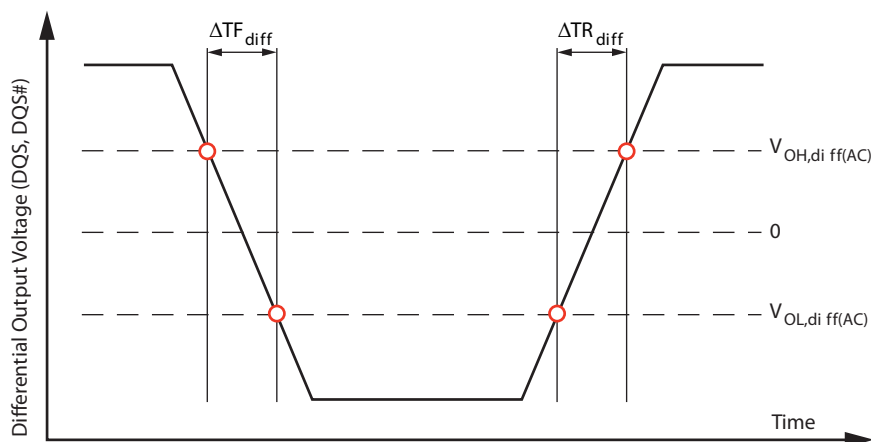 ΔTF diff
ΔTR diff
Differential Output Voltage (DQS, DQS#)
V OH,di ff(AC)
0
V OL,di ff(AC)
Time